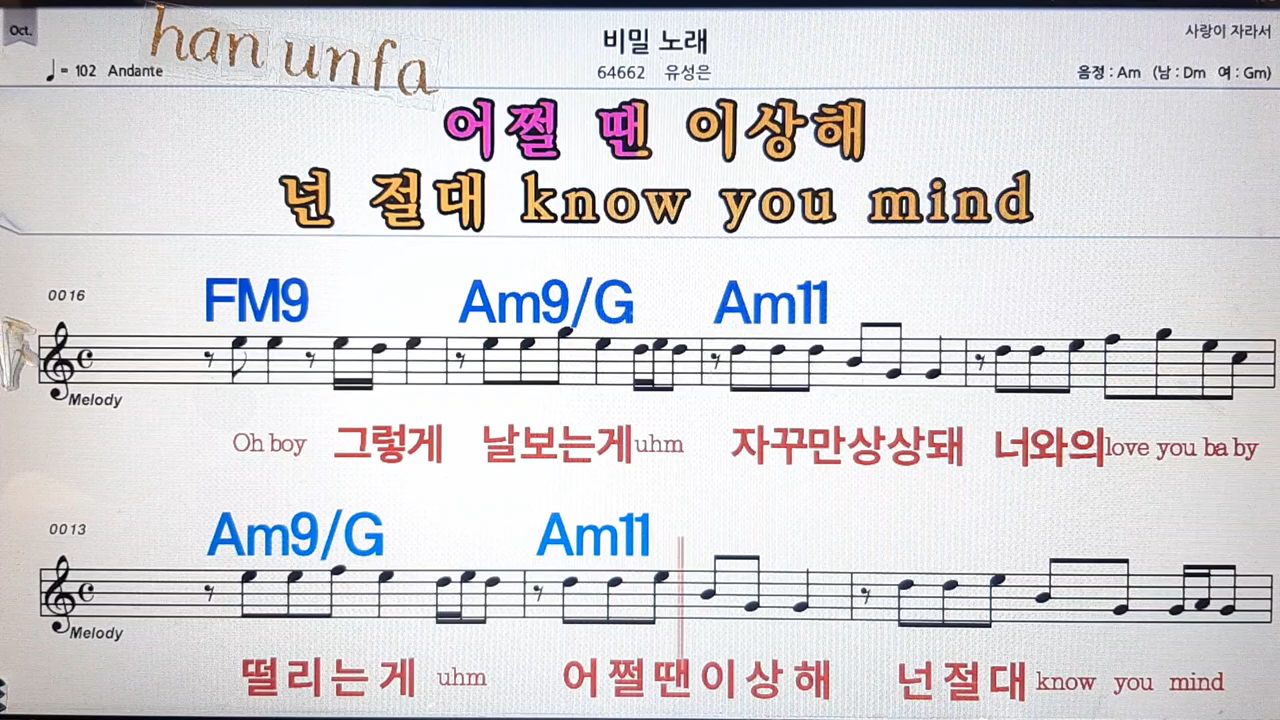 Oct.
han unfa
비밀 노래
사랑이 자라서
= 102 Andante
64662 유성은
음정 : Am (남 : Dm 여 : Gm)
어쩔 땐 이상해
넌 절대 know you mind
0016
FM9 Am9/G Am11
Melody
Oh boy 그렇게 날보는게 uhm 자꾸만상상돼 너와의 love you ba by
0013
Am9/G Am11
Melody
떨리는게 uhm 어쩔땐이상해 넌절대 know you mind